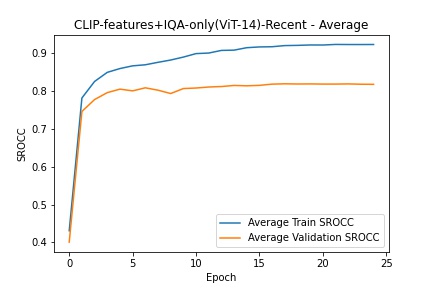 CLIP-features+IQA-only(ViT-14)-Recent - Average
0.9
0.8
0.7
0.6
0.5
0.4
SROCC
Average Train SROCC
Average Validation SROCC
0 5 10 15 20 25
Epoch